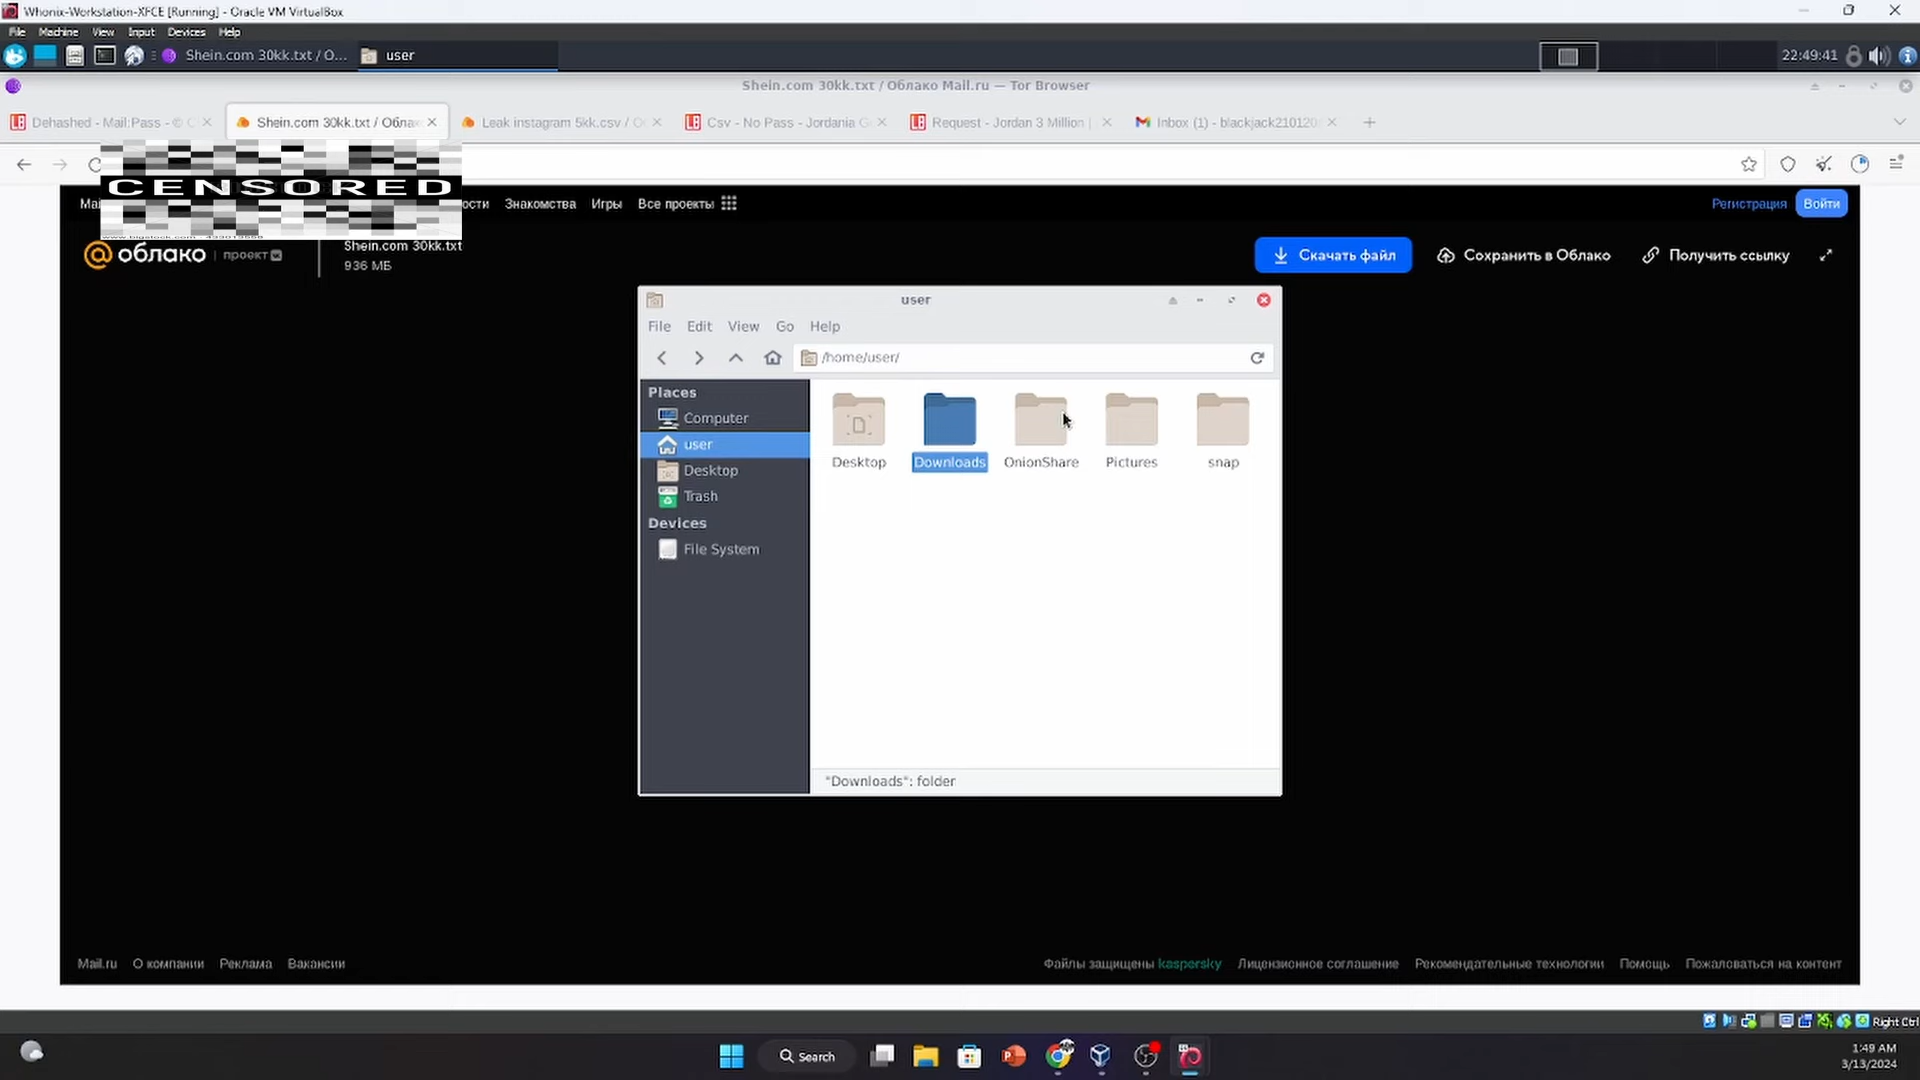 Whonix-Workstation-XFCE [Running] - Oracle VM VirtualBox
File Machine View Input Devices Help
Shein.com 30kk.txt / O...
user
22:49:41
Shein.com 30kk.txt / Облако Mail.ru — Tor Browser
Dehashed - Mail:Pass - ©
Shein.com 30kk.txt / Облак
Leak instagram 5kk.csv / О
Csv - No Pass - Jordania G
Request - Jordan 3 Million |
Inbox (1) - blackjack210120
CENSORED
Знакомства Игры Все проекты
Регистрация Войти
облако проект
Shein.com 30kk.txt
936 МБ
Скачать файл
Сохранить в Облако
Получить ссылку
user
File Edit View Go Help
/home/user/
Places
Computer
user
Desktop
Trash
Devices
File System
Desktop Downloads OnionShare Pictures snap
"Downloads": folder
Mail.ru О компании Реклама Вакансии
Файлы защищены kaspersky Лицензионное соглашение Рекомендательные технологии Помощь Пожаловаться на контент
Right Ctrl
Search
1:49 AM
3/13/2024